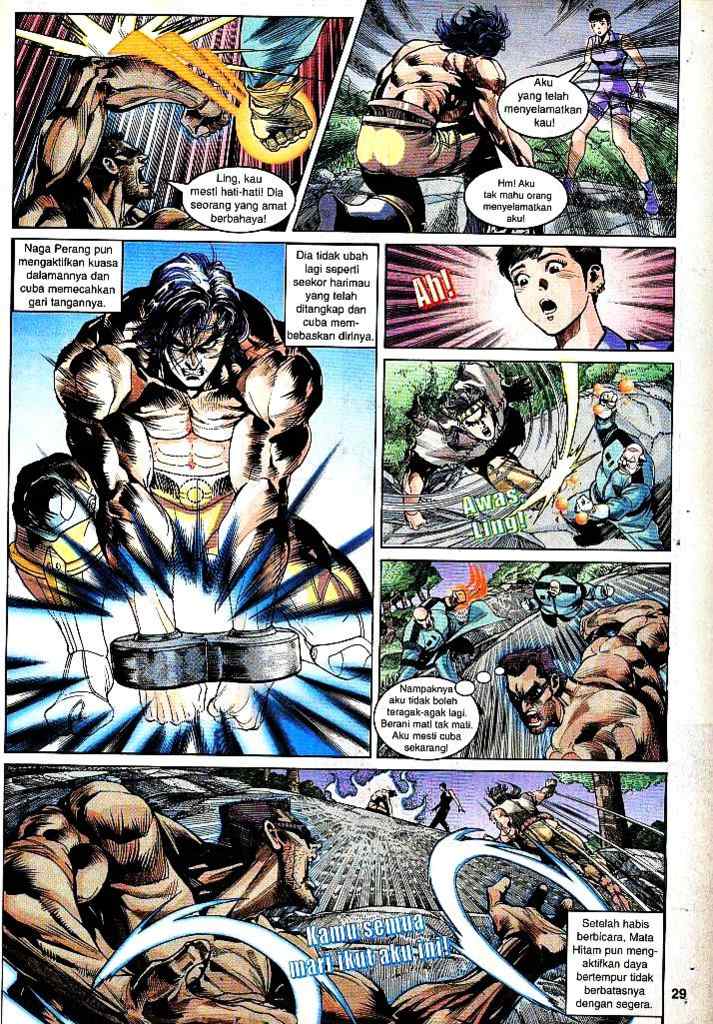 Ling, kau
mesti hati-hati! Dia
seorang yang amat
berbahaya!
Aku
yang telah
menyelamatkan
kau!
Hm! Aku
tak mahu orang
menyelamatkan
aku!
Naga Perang pun
mengaktifkan kuasa
dalamannya dan
cuba memecahkan
gari tangannya.
Dia tidak ubah
lagi seperti
seekor harimau
yang telah
ditangkap dan
cuba mem-
bebaskan dirinya.
Ah!
Awas
Ling!
Nampaknya
aku tidak boleh
teragak-agak lagi.
Berani mati tak mati.
Aku mesti cuba
sekarang!
Kamu semua
mari ikut aku ini!
Setelah habis
berbicara, Mata
Hitam pun meng-
aktifkan daya
bertempur tidak
berbatasnya
dengan segera.
29